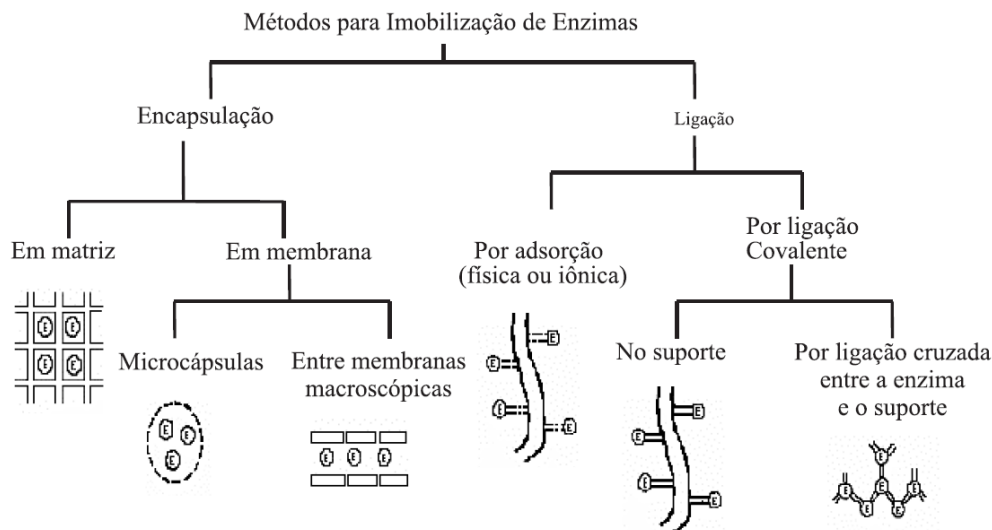 Métodos para Imobilização de Enzimas
Encapsulação
Ligação
Em matriz
Em membrana
Por adsorção
(física ou iônica)
Por ligação
Covalente
Microcápsulas
Entre membranas
macroscópicas
No suporte
Por ligação cruzada
entre a enzima
e o suporte
E E
E E
E E
E
E E E
E
E
E
E
E
E
E
E
E
E E E
E E